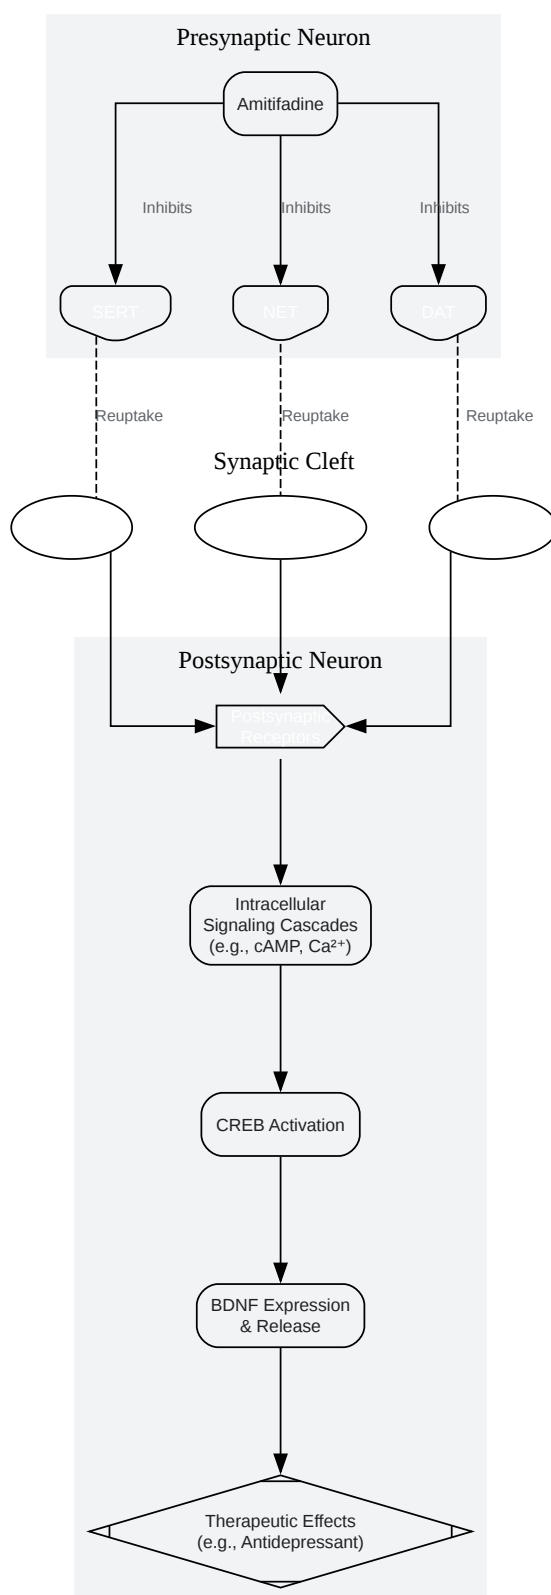 Presynaptic Neuron
Amitifadine
Inhibits
Inhibits
Inhibits
SERT
NET
DAT
Reuptake
Reuptake
Reuptake
Synaptic Cleft
Postsynaptic Neuron
Postsynaptic
Receptors
Intracellular
Signaling Cascades
(e.g., cAMP, Ca²⁺)
CREB Activation
BDNF Expression
& Release
Therapeutic Effects
(e.g., Antidepressant)